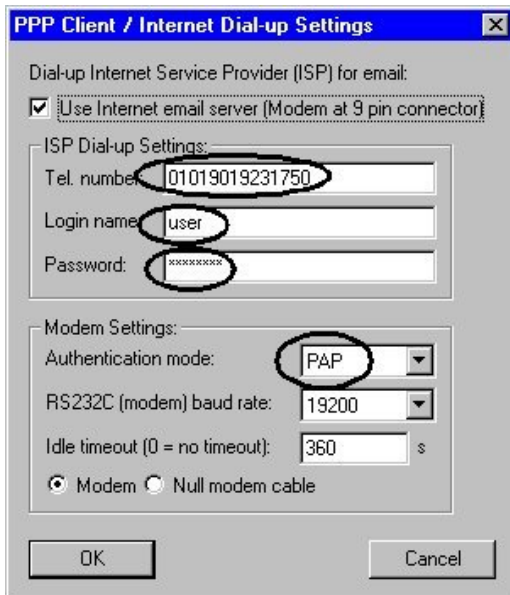 PPP Client / Internet Dial-up Settings
Dial-up Internet Service Provider (ISP) for email:
Use Internet email server (Modem at 9 pin connector)
ISP Dial-up Settings:
Tel. number 01019019231750
Login name user
Password: ********
Modem Settings:
Authentication mode: PAP
RS232C (modem) baud rate: 19200
Idle timeout (0 = no timeout): 360 s
Modem Null modem cable
OK Cancel